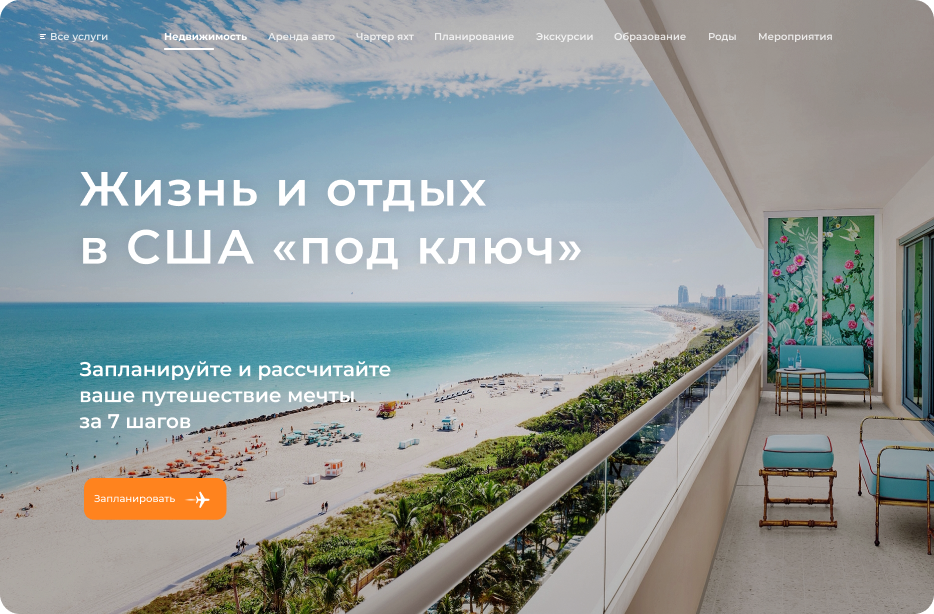 Все услуги
Недвижимость
Аренда авто
Чартер яхт
Планирование
Экскурсии
Образование
Роды
Мероприятия
Жизнь и отдых
в США «под ключ»
Запланируйте и рассчитайте
ваше путешествие мечты
за 7 шагов
Запланировать